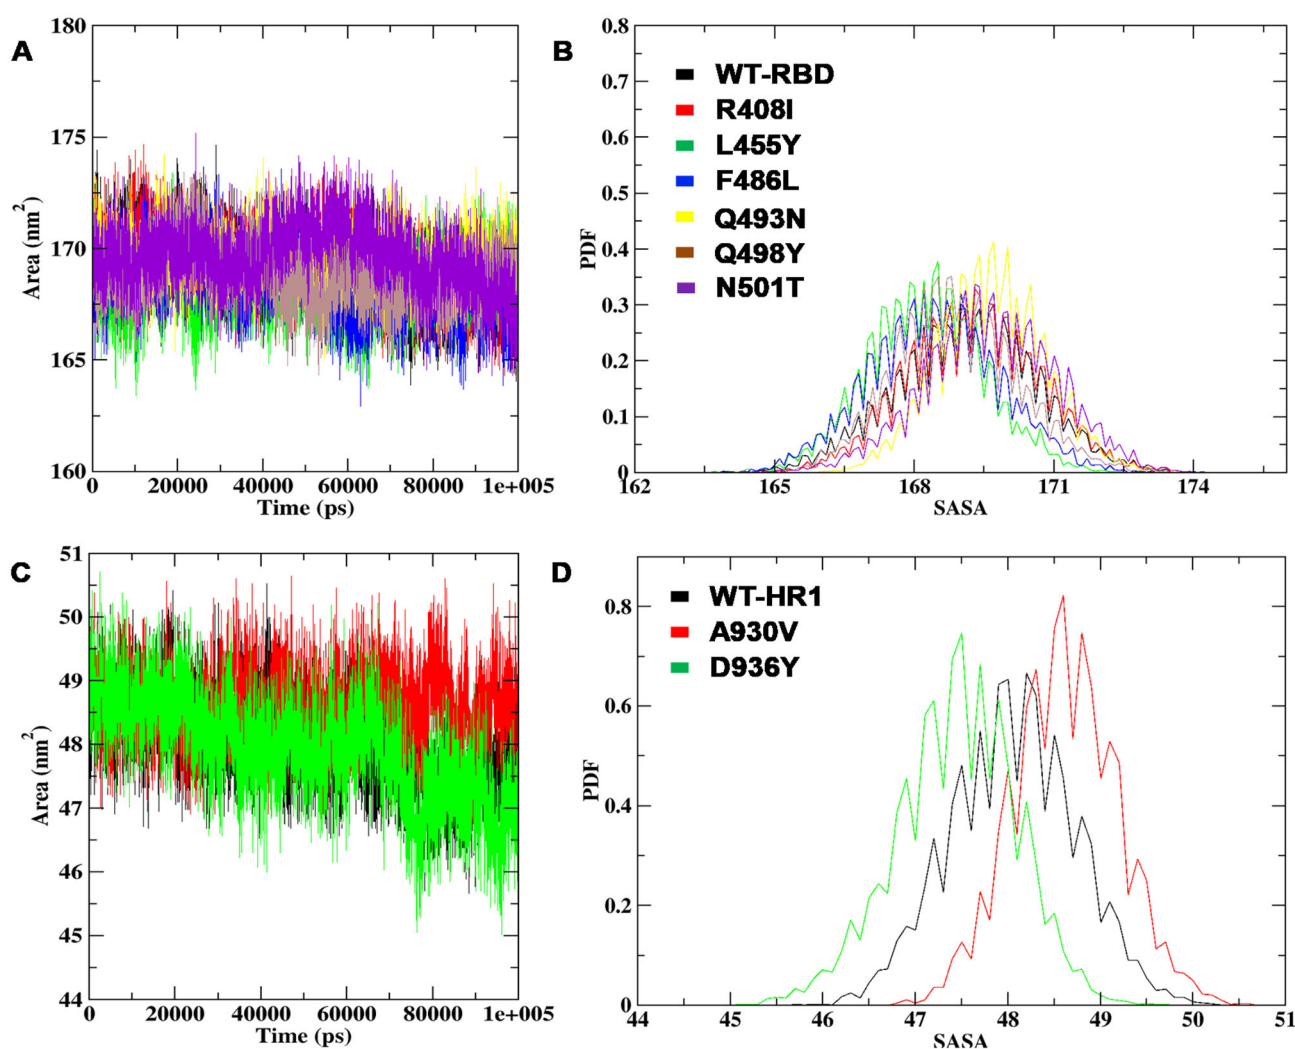 A
180
175
170
165
160
Area (nm2)
0 20000 40000 60000 80000 1e+005
Time (ps)
B
0.8
0.7
0.6
0.5
0.4
0.3
0.2
0.1
0
PDF
WT-RBD
R408I
L455Y
F486L
Q493N
Q498Y
N501T
162 165 168 171 174
SASA
C
51
50
49
48
47
46
45
44
Area (nm2)
0 20000 40000 60000 80000 1e+005
Time (ps)
D
0.8
0.6
0.4
0.2
0
PDF
WT-HR1
A930V
D936Y
44 45 46 47 48 49 50 51
SASA